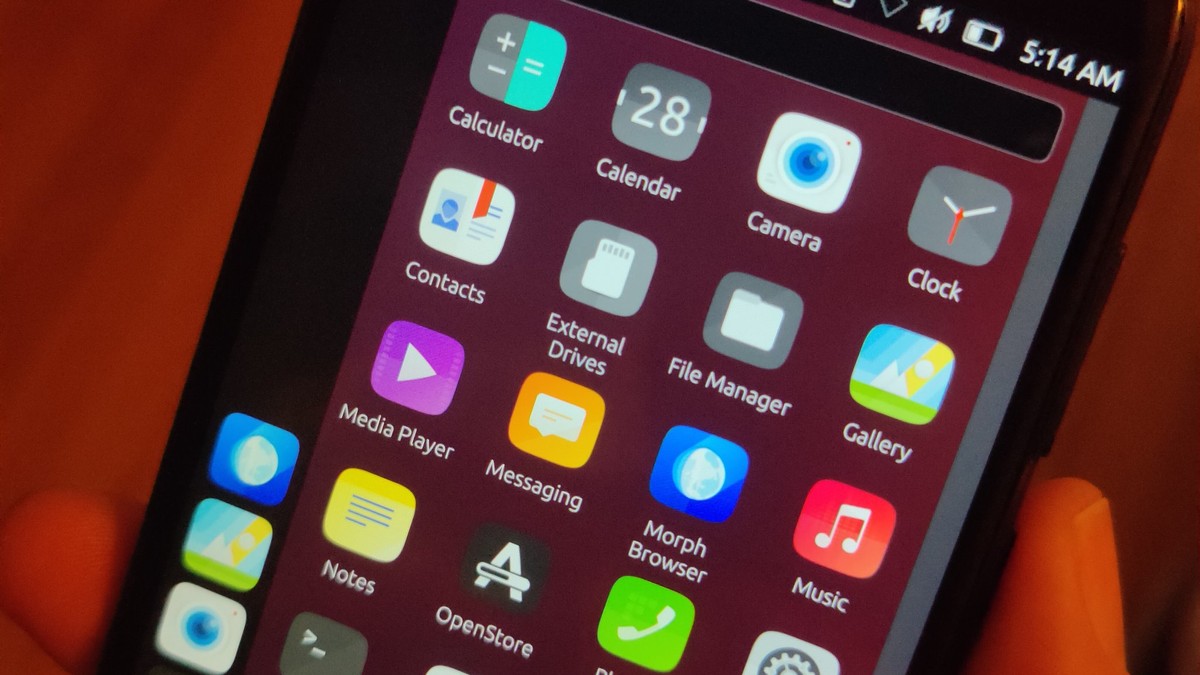 5:14 AM
28
Calculator
Calendar
Camera
Clock
Contacts
External
Drives
File Manager
Gallery
Media Player
Messaging
Morph
Browser
Music
Notes
OpenStore